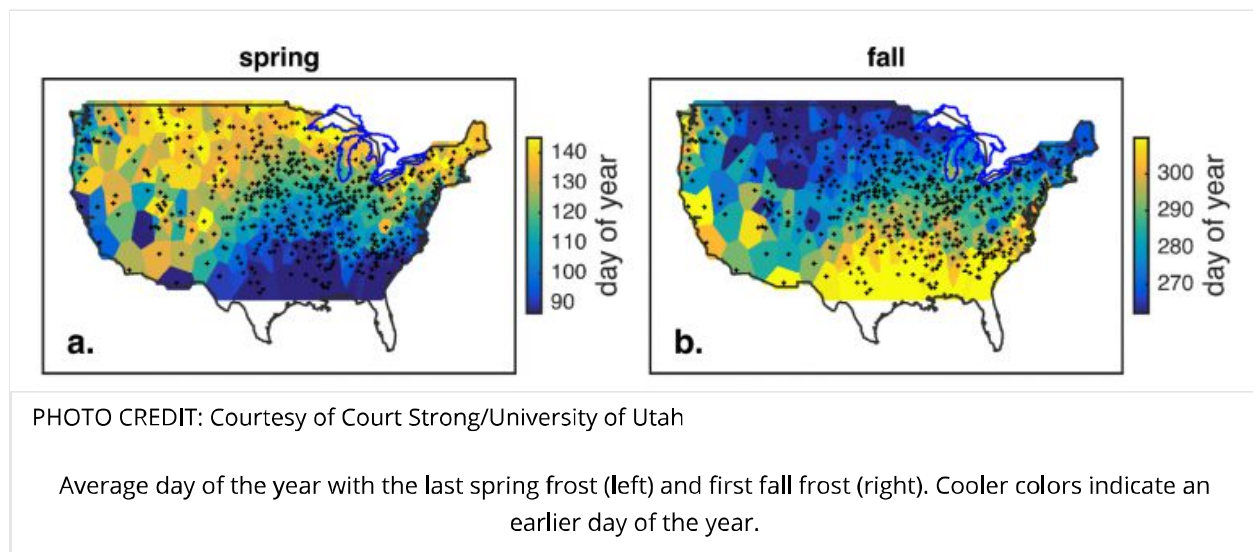 spring
140
130
120
110
100
90
day of year
a.
fall
300
290
280
270
day of year
b.
PHOTO CREDIT: Courtesy of Court Strong/University of Utah
Average day of the year with the last spring frost (left) and first fall frost (right). Cooler colors indicate an
earlier day of the year.